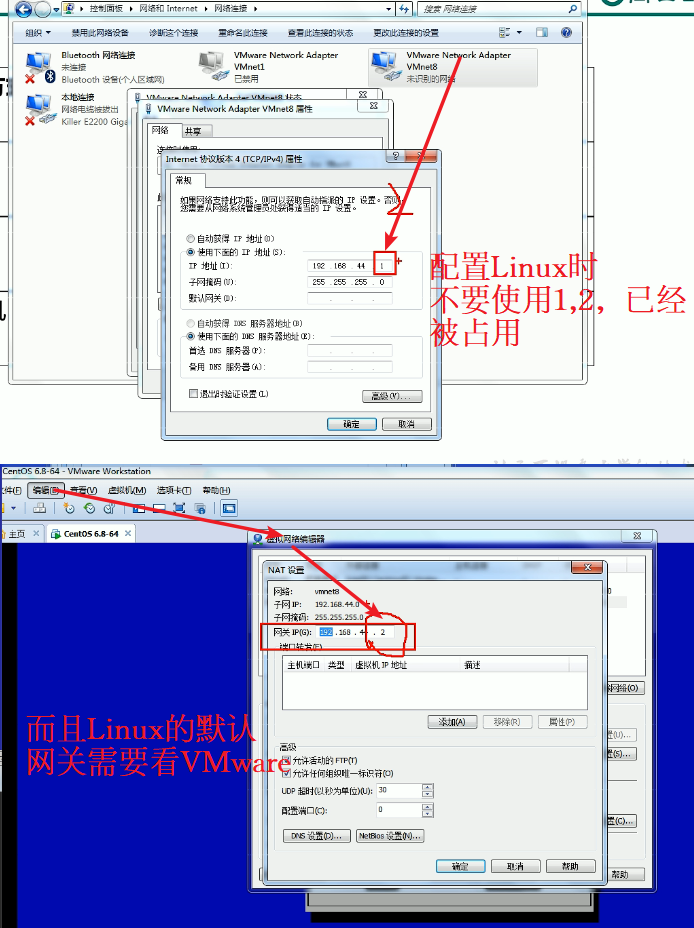 控制面板 ▸ 网络和 Internet ▸ 网络连接 ▸
搜索 网络连接
组织 禁用此网络设备 诊断这个连接 重命名此连接 查看此连接的状态 更改此连接的设置
Bluetooth 网络连接
未连接
Bluetooth 设备(个人区域网)
VMware Network Adapter
VMnet1
已禁用
VMware Network Adapter
VMnet8
未识别的网络
本地连接
网络电缆被拔出
Killer E2200 Giga
VMware Network Adapter VMnet8 状态
VMware Network Adapter VMnet8 属性
网络 共享
Internet 协议版本 4 (TCP/IPv4) 属性
常规
如果网络支持此功能，则可以获取自动指派的 IP 设置。否则，
您需要从网络系统管理员处获得适当的 IP 设置。
自动获得 IP 地址(O)
使用下面的 IP 地址(S):
IP 地址(I): 192 .168 . 44 . 1
子网掩码(U): 255 .255 .255 . 0
默认网关(D):
自动获得 DNS 服务器地址(B)
使用下面的 DNS 服务器地址(E):
首选 DNS 服务器(P):
备用 DNS 服务器(A):
退出时验证设置(L)
高级(V)...
确定 取消
配置Linux时
不要使用1,2，已经
被占用
CentOS 6.8-64 - VMware Workstation
文件(F) 编辑(E) 查看(V) 虚拟机(M) 选项卡(T) 帮助(H)
主页 CentOS 6.8-64
虚拟网络编辑器
NAT 设置
网络: vmnet8
子网 IP: 192.168.44.0
子网掩码: 255.255.255.0
网关 IP(G): 192 .168 . 44 . 2
端口转发(F)
主机端口 类型 虚拟机 IP 地址 描述
网络(O)
添加(A) 移除(R) 属性(P)
而且Linux的默认
网关需要看VMware
高级
允许活动的 FTP(T)
允许任何组织唯一标识符(O)
UDP 超时(以秒为单位)(U): 30
配置端口(C): 0
DNS 设置(D)... NetBios 设置(N)...
确定 取消 帮助
帮助